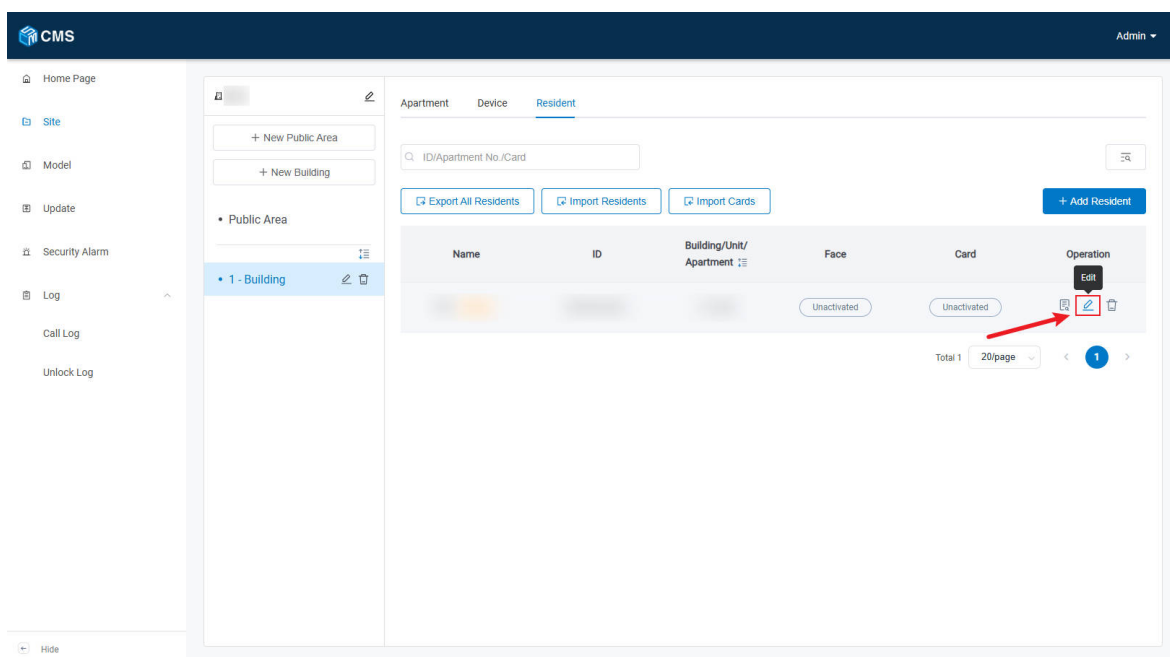 CMS
Admin
Home Page
Site
Model
Update
Security Alarm
Log
Call Log
Unlock Log
Hide
+ New Public Area
+ New Building
• Public Area
• 1 - Building
Apartment Device Resident
ID/Apartment No./Card
Export All Residents Import Residents Import Cards + Add Resident
Name ID Building/Unit/ Face Card Operation
Apartment
Edit
Unactivated Unactivated
Total 1 20/page < 1 >